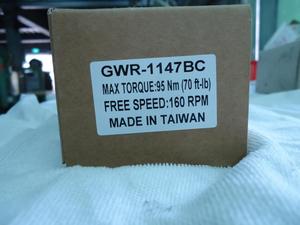 GWR-1147BC
MAX TORQUE:95 Nm (70 ft-lb)
FREE SPEED:160 RPM
MADE IN TAIWAN